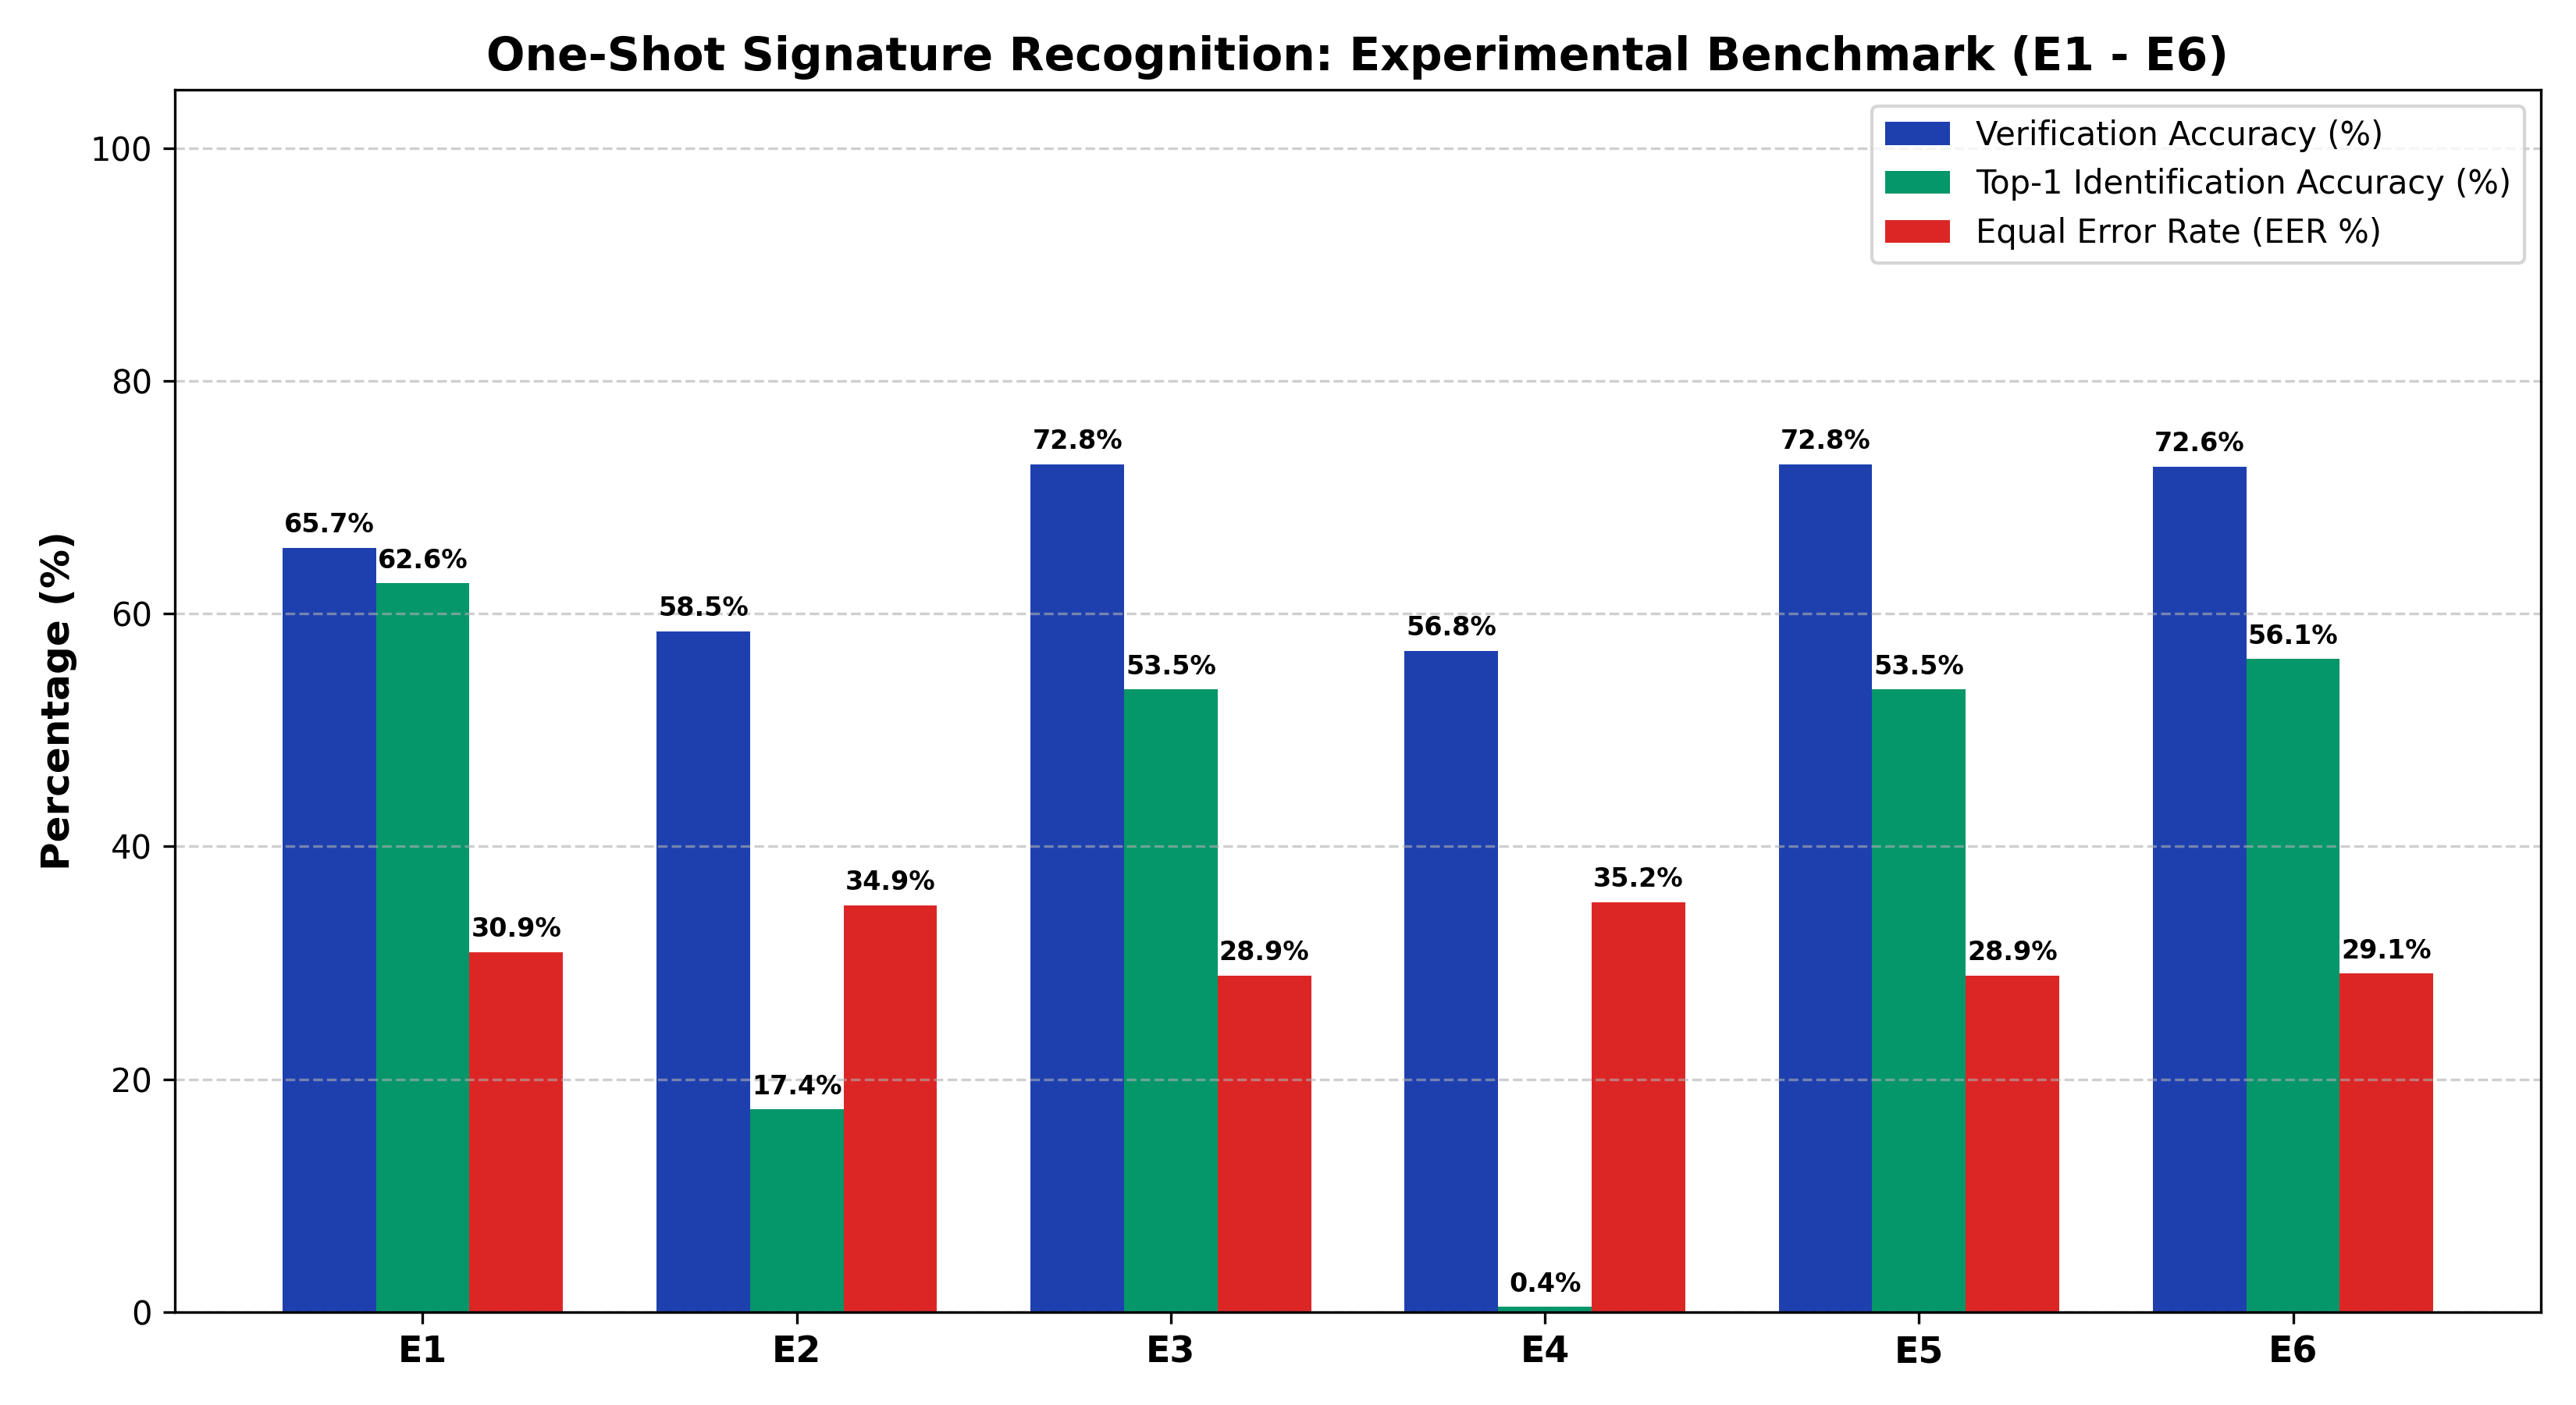 One-Shot Signature Recognition: Experimental Benchmark (E1 - E6)
Verification Accuracy (%)
Top-1 Identification Accuracy (%)
Equal Error Rate (EER %)
Percentage (%)
100
80
60
40
20
0
65.7%
62.6%
30.9%
58.5%
17.4%
34.9%
72.8%
53.5%
28.9%
56.8%
0.4%
35.2%
72.8%
53.5%
28.9%
72.6%
56.1%
29.1%
E1
E2
E3
E4
E5
E6